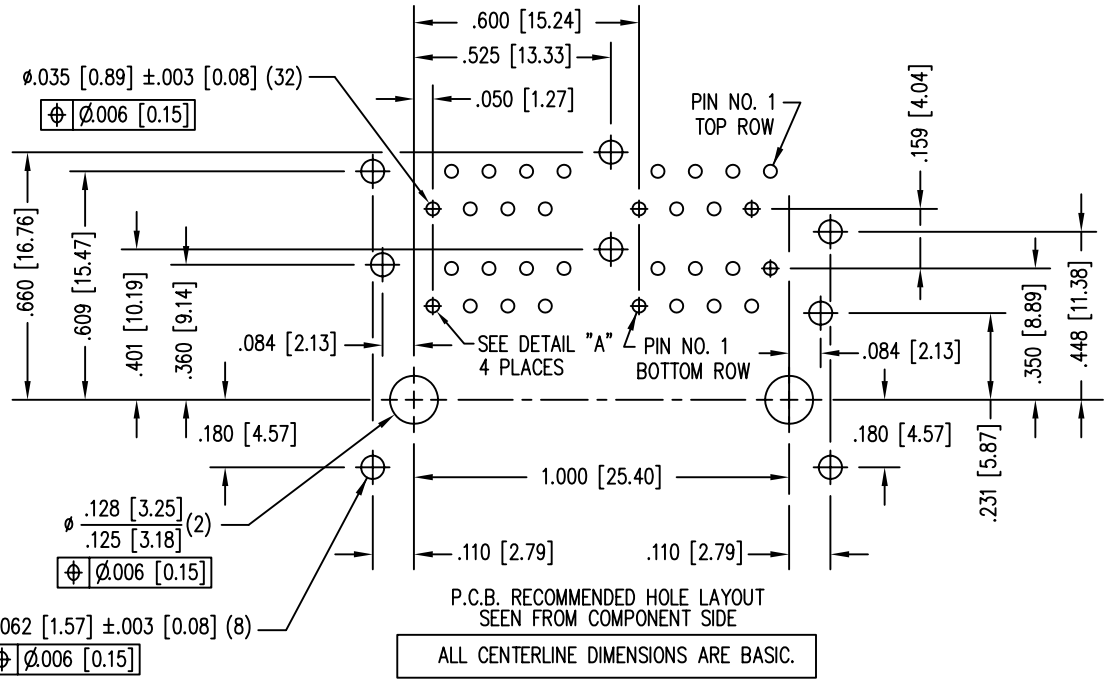 .600 [15.24]
.525 [13.33]
ø.035 [0.89] ±.003 [0.08] (32)
⌖ Ø.006 [0.15]
.050 [1.27]
PIN NO. 1
TOP ROW
.159 [4.04]
.660 [16.76]
.609 [15.47]
.401 [10.19]
.360 [9.14]
.084 [2.13]
SEE DETAIL "A"
4 PLACES
PIN NO. 1
BOTTOM ROW
.084 [2.13]
.350 [8.89]
.448 [11.38]
.180 [4.57]
.180 [4.57]
.231 [5.87]
1.000 [25.40]
ø .128 [3.25]
.125 [3.18] (2)
⌖ Ø.006 [0.15]
.110 [2.79]
.110 [2.79]
062 [1.57] ±.003 [0.08] (8)
⌖ Ø.006 [0.15]
P.C.B. RECOMMENDED HOLE LAYOUT
SEEN FROM COMPONENT SIDE
ALL CENTERLINE DIMENSIONS ARE BASIC.